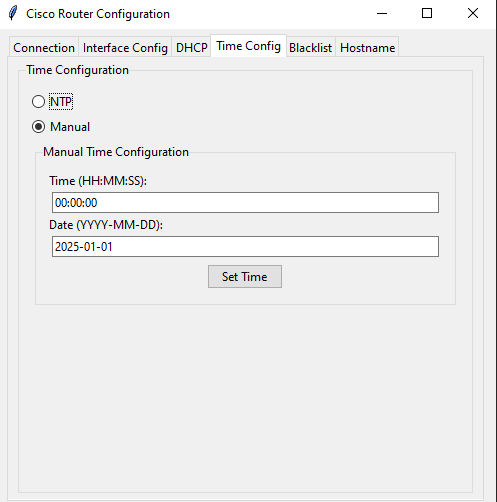 Cisco Router Configuration
Connection Interface Config DHCP Time Config Blacklist Hostname
Time Configuration
NTP
Manual
Manual Time Configuration
Time (HH:MM:SS):
00:00:00
Date (YYYY-MM-DD):
2025-01-01
Set Time